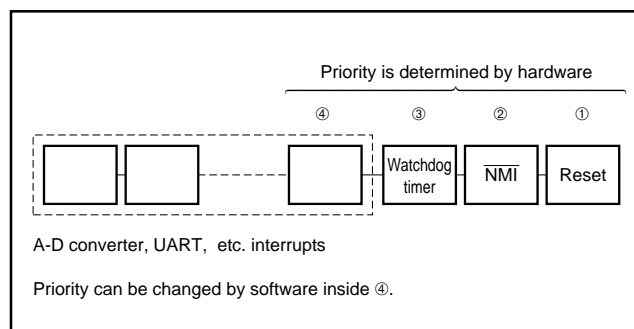 Priority is determined by hardware
④ ③ ② ①
Watchdog
timer
N̅M̅I̅
Reset
A-D converter, UART, etc. interrupts
Priority can be changed by software inside ④.